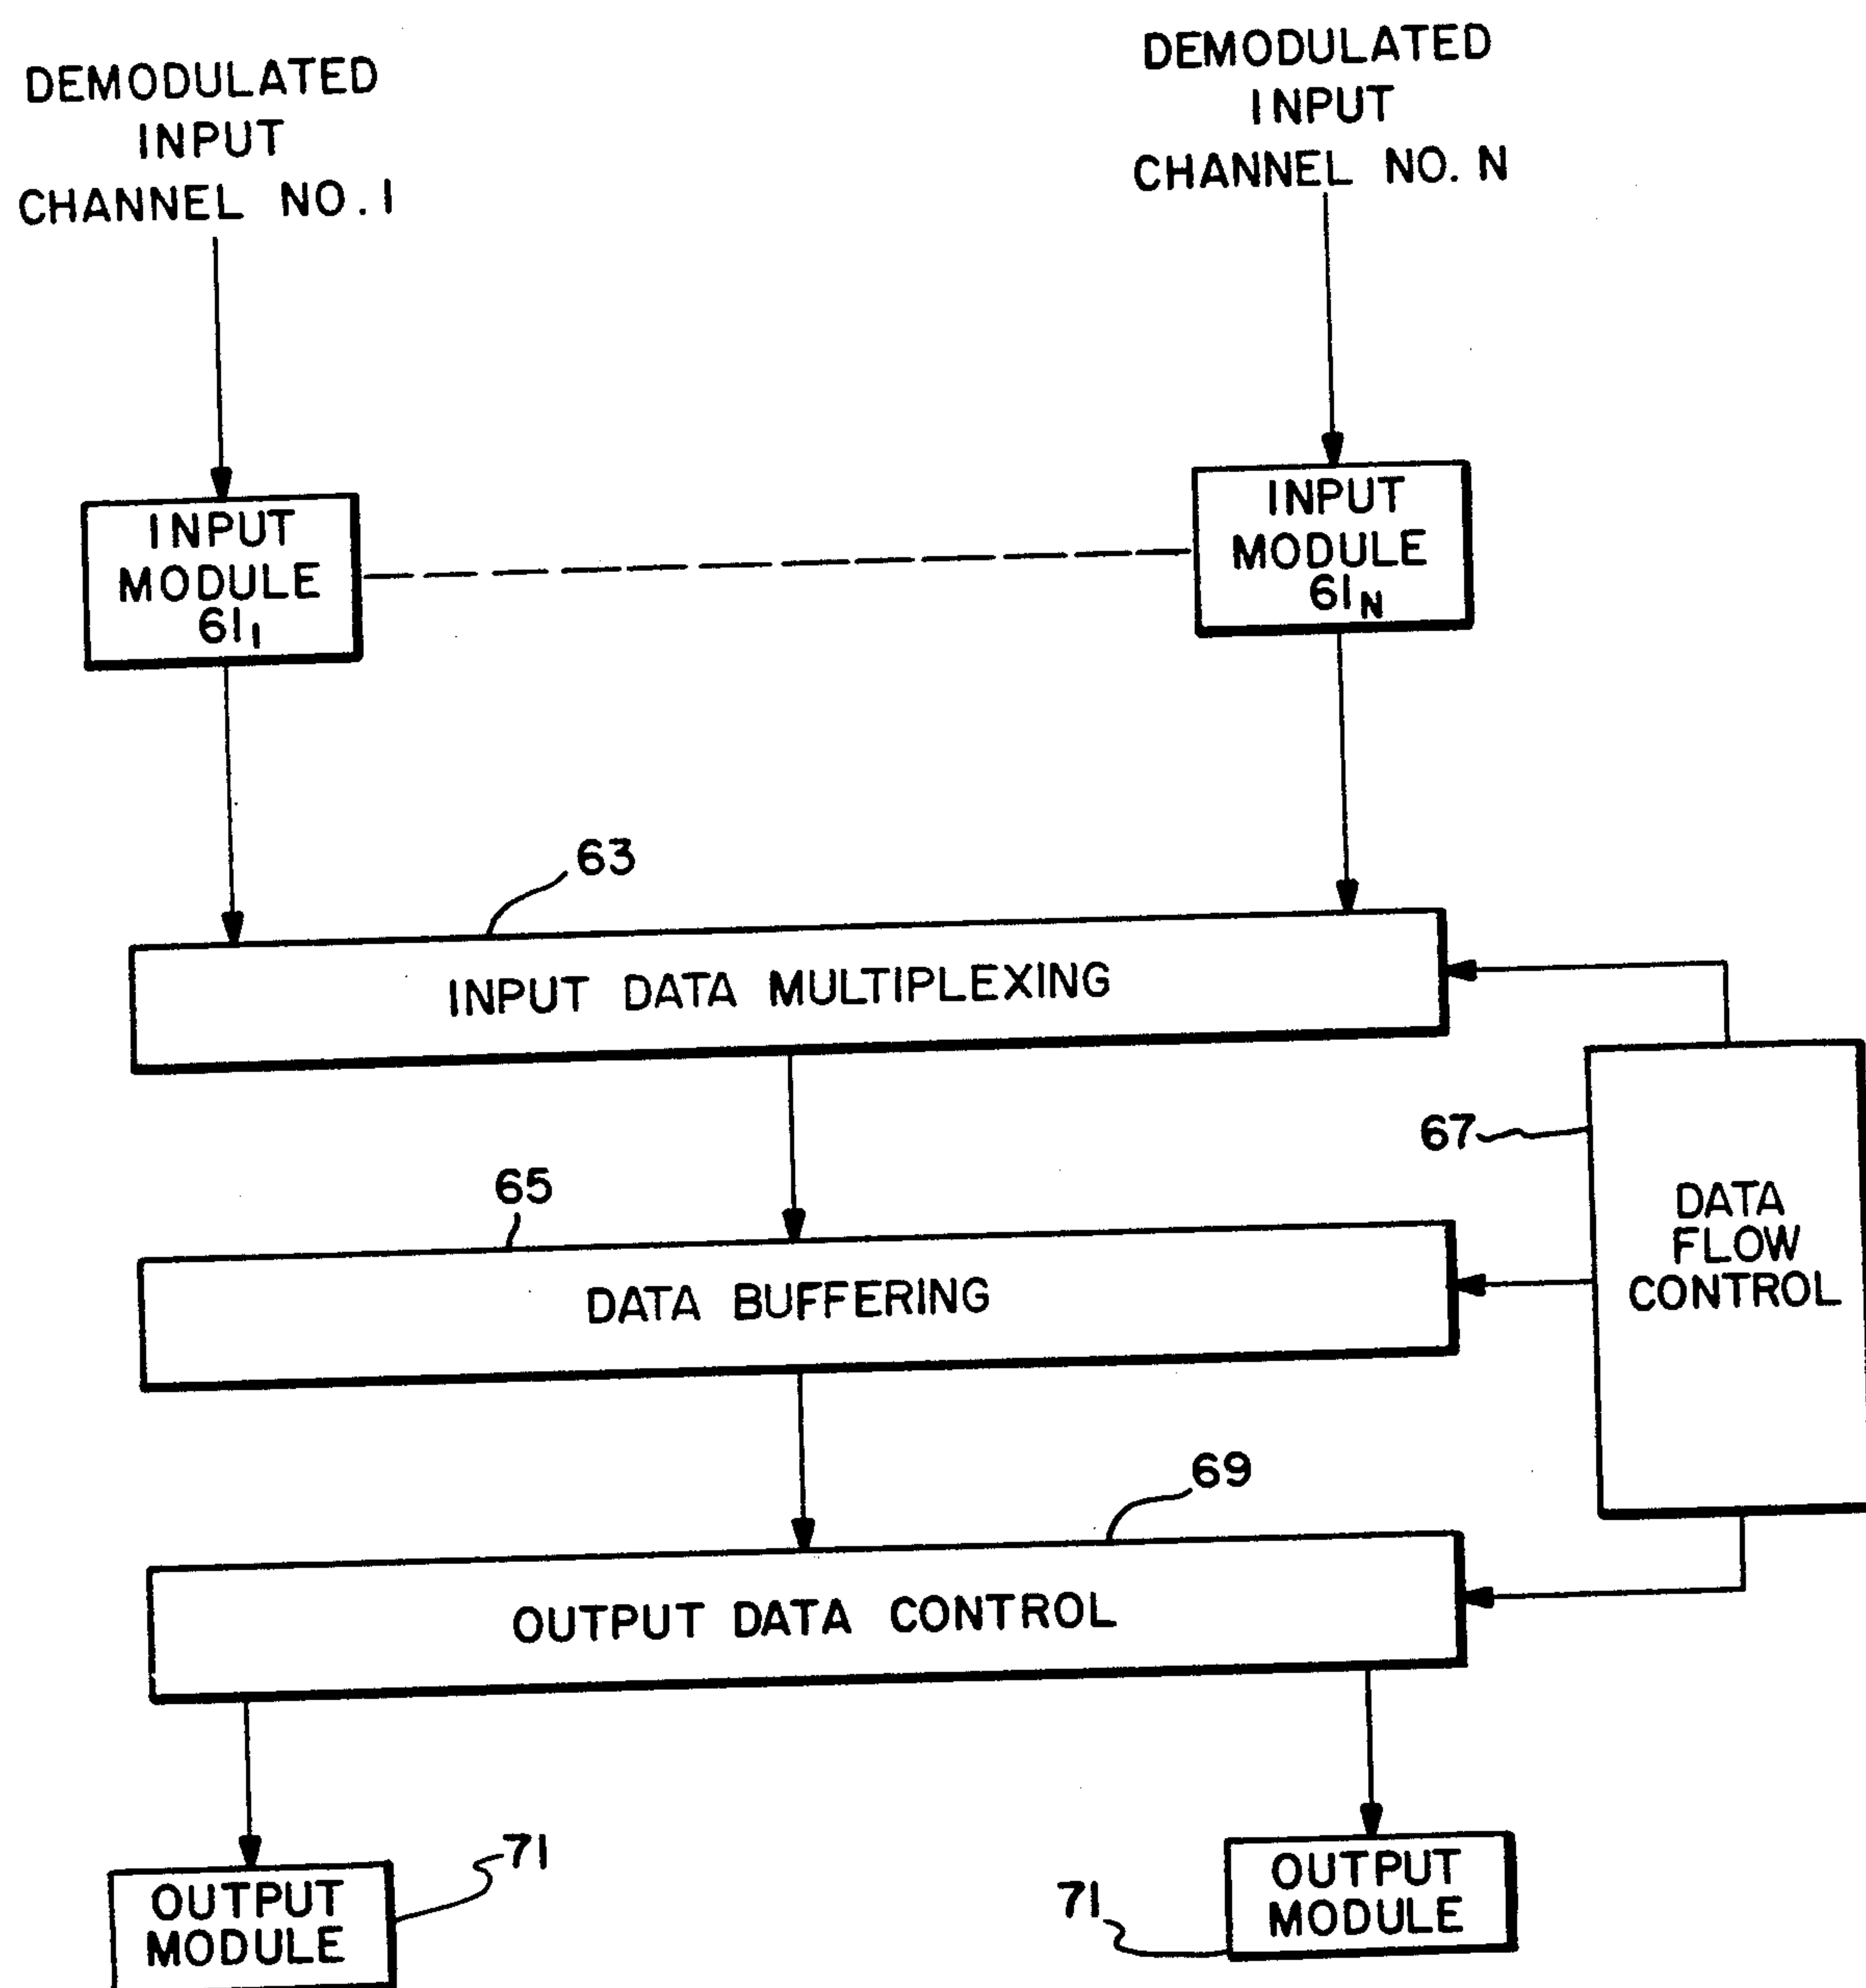 DEMODULATED
INPUT
CHANNEL NO. 1
DEMODULATED
INPUT
CHANNEL NO. N
INPUT
MODULE
61₁
INPUT
MODULE
61N
63
INPUT DATA MULTIPLEXING
67
DATA
FLOW
CONTROL
65
DATA BUFFERING
69
OUTPUT DATA CONTROL
71
OUTPUT
MODULE
71
OUTPUT
MODULE